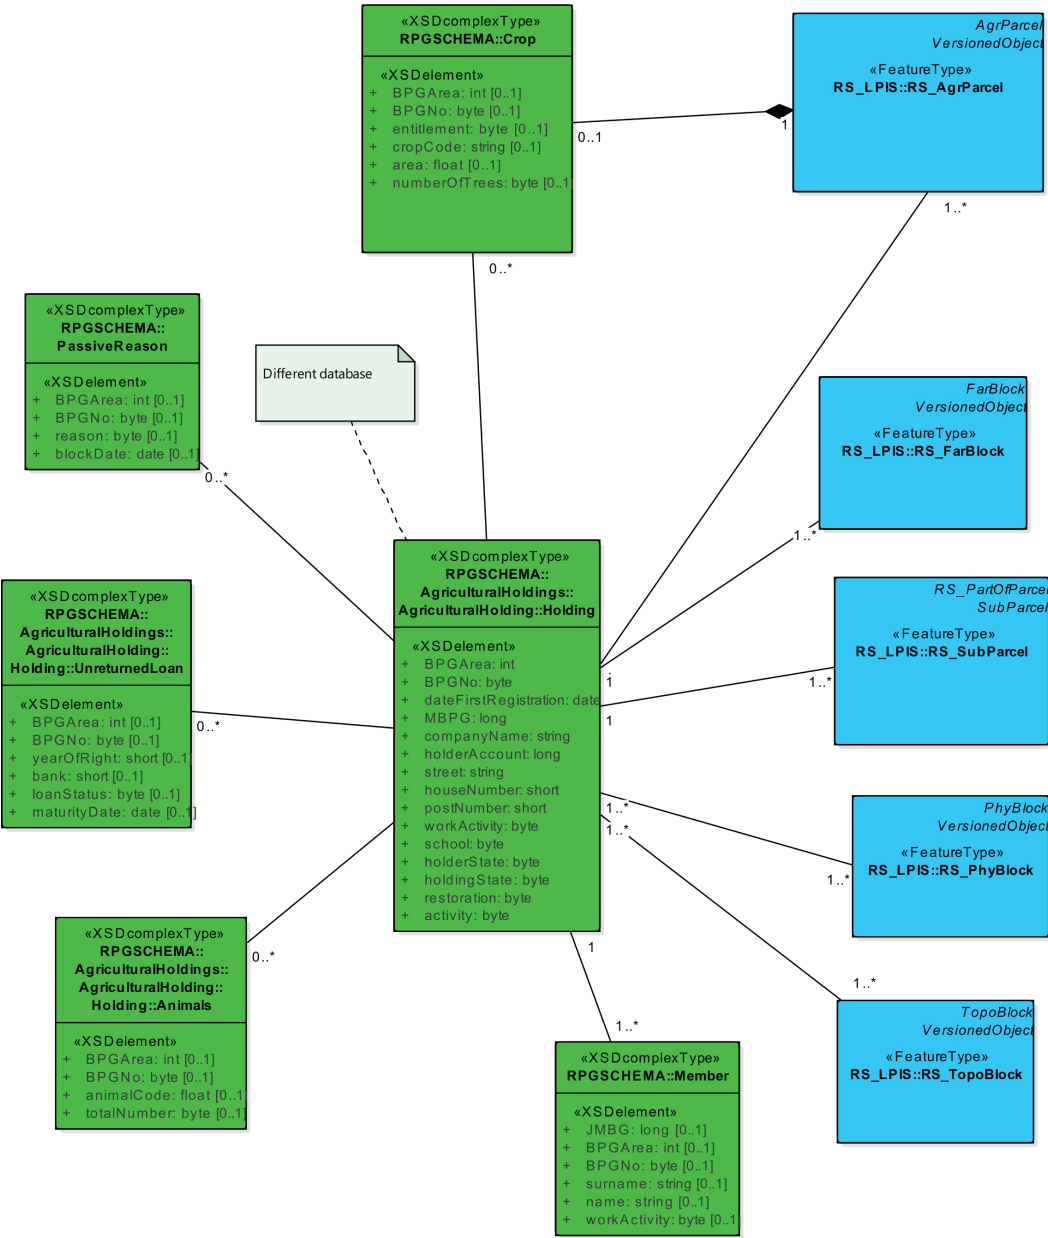 «XSDcomplexType»
RPGSCHEMA::Crop
«XSDelement»
+ BPGArea: int [0..1]
+ BPGNo: byte [0..1]
+ entitlement: byte [0..1]
+ cropCode: string [0..1]
+ area: float [0..1]
+ numberOfTrees: byte [0..1]
AgrParcel
VersionedObject
«FeatureType»
RS_LPIS::RS_AgrParcel
0..1
1
1..*
0..*
«XSDcomplexType»
RPGSCHEMA::
PassiveReason
«XSDelement»
+ BPGArea: int [0..1]
+ BPGNo: byte [0..1]
+ reason: byte [0..1]
+ blockDate: date [0..1]
0..*
Different database
FarBlock
VersionedObject
«FeatureType»
RS_LPIS::RS_FarBlock
1..*
«XSDcomplexType»
RPGSCHEMA::
AgriculturalHoldings::
AgriculturalHolding::Holding
«XSDelement»
+ BPGArea: int
+ BPGNo: byte
+ dateFirstRegistration: date
+ MBPG: long
+ companyName: string
+ holderAccount: long
+ street: string
+ houseNumber: short
+ postNumber: short
+ workActivity: byte
+ school: byte
+ holderState: byte
+ holdingState: byte
+ restoration: byte
+ activity: byte
1
1
1..*
1..*
1
RS_PartOfParcel
SubParcel
«FeatureType»
RS_LPIS::RS_SubParcel
1..*
«XSDcomplexType»
RPGSCHEMA::
AgriculturalHoldings::
AgriculturalHolding::
Holding::UnreturnedLoan
«XSDelement»
+ BPGArea: int [0..1]
+ BPGNo: byte [0..1]
+ yearOfRight: short [0..1]
+ bank: short [0..1]
+ loanStatus: byte [0..1]
+ maturityDate: date [0..1]
0..*
PhyBlock
VersionedObject
«FeatureType»
RS_LPIS::RS_PhyBlock
1..*
«XSDcomplexType»
RPGSCHEMA::
AgriculturalHoldings::
AgriculturalHolding::
Holding::Animals
«XSDelement»
+ BPGArea: int [0..1]
+ BPGNo: byte [0..1]
+ animalCode: float [0..1]
+ totalNumber: byte [0..1]
0..*
1..*
TopoBlock
VersionedObject
«FeatureType»
RS_LPIS::RS_TopoBlock
1..*
«XSDcomplexType»
RPGSCHEMA::Member
«XSDelement»
+ JMBG: long [0..1]
+ BPGArea: int [0..1]
+ BPGNo: byte [0..1]
+ surname: string [0..1]
+ name: string [0..1]
+ workActivity: byte [0..1]